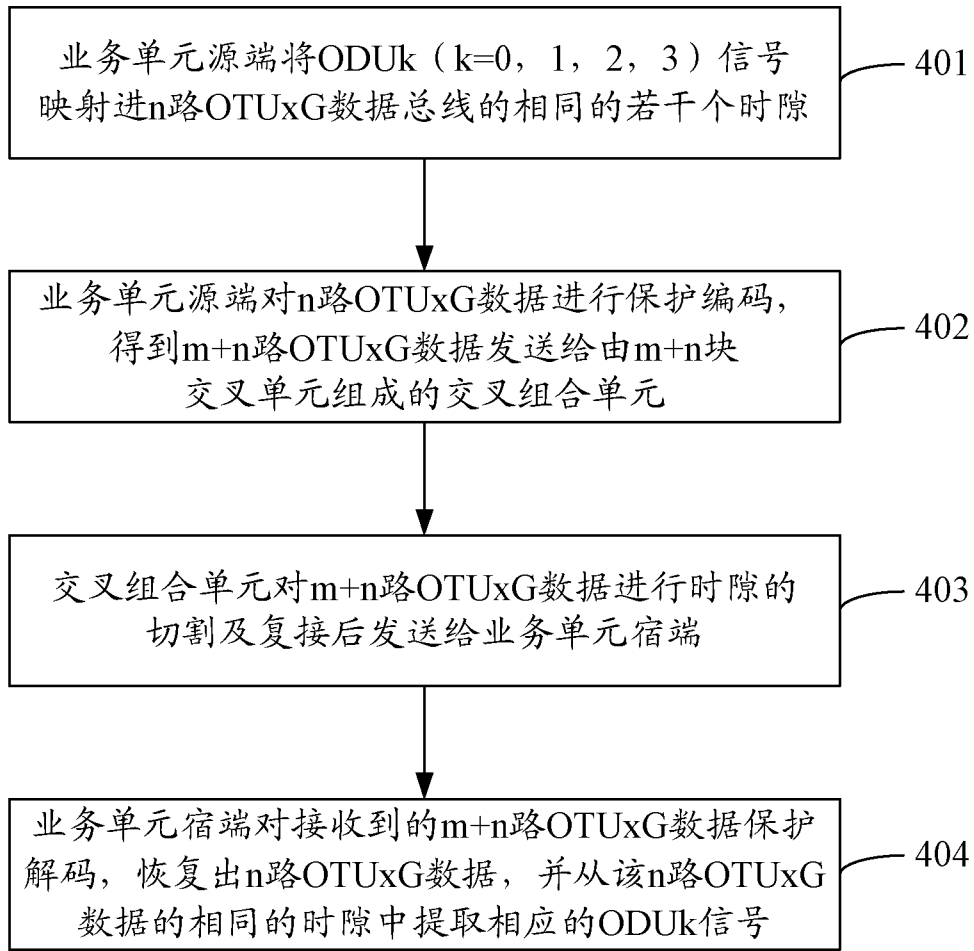 业务单元源端将ODUk（k=0，1，2，3）信号
映射进n路OTUxG数据总线的相同的若干个时隙
401
业务单元源端对n路OTUxG数据进行保护编码，
得到m+n路OTUxG数据发送给由m+n块
交叉单元组成的交叉组合单元
402
交叉组合单元对m+n路OTUxG数据进行时隙的
切割及复接后发送给业务单元宿端
403
业务单元宿端对接收到的m+n路OTUxG数据保护
解码，恢复出n路OTUxG数据，并从该n路OTUxG
数据的相同的时隙中提取相应的ODUk信号
404